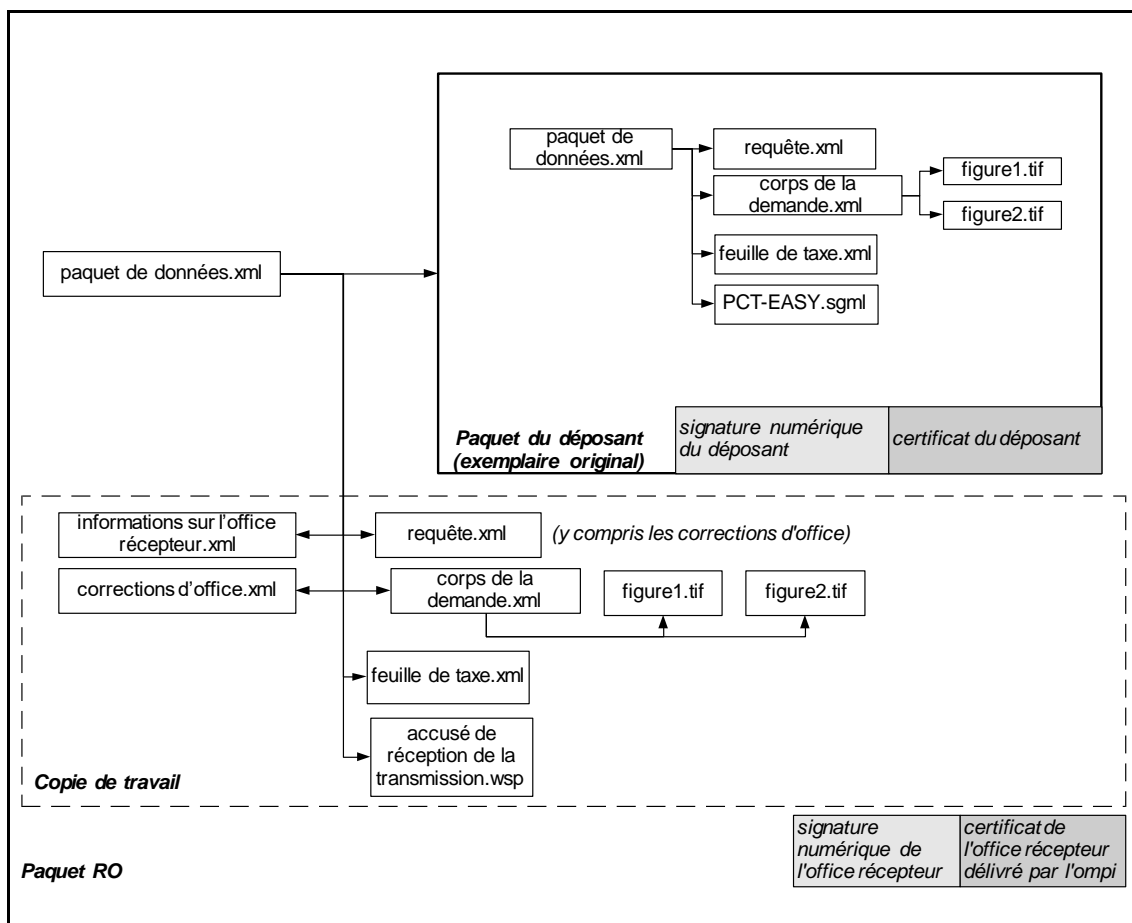 paquet de
données.xml
requête.xml
corps de la
demande.xml
figure1.tif
figure2.tif
feuille de taxe.xml
PCT-EASY.sgml
paquet de données.xml
Paquet du déposant
(exemplaire original)
signature numérique
du déposant
certificat du déposant
informations sur l'office
récepteur.xml
requête.xml
(y compris les corrections d'office)
corrections d'office.xml
corps de la
demande.xml
figure1.tif
figure2.tif
feuille de taxe.xml
accusé de
réception de la
transmission.wsp
Copie de travail
signature
numérique de
l'office récepteur
certificat de
l'office récepteur
délivré par l'ompi
Paquet RO